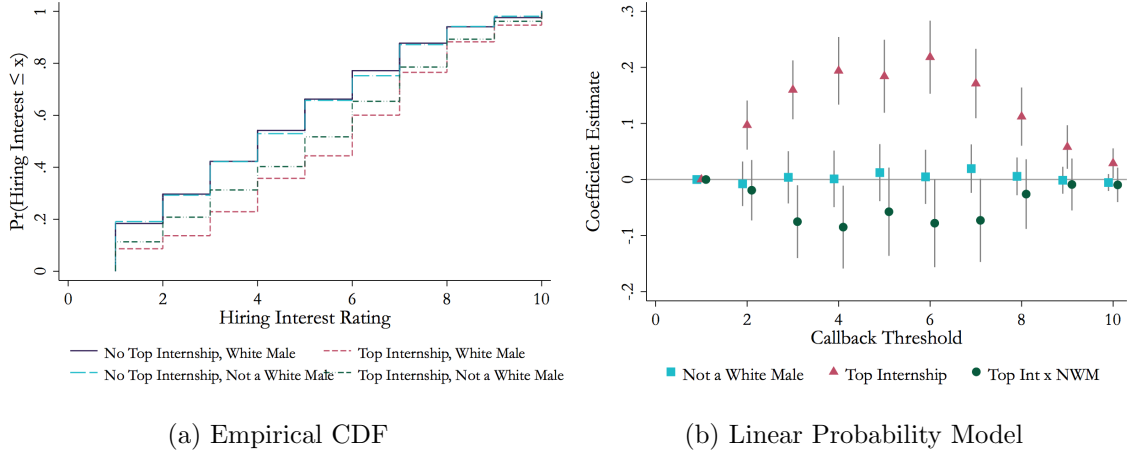 Pr(Hiring Interest ≤ x)
1
.8
.6
.4
.2
0
0 2 4 6 8 10
Hiring Interest Rating
No Top Internship, White Male
Top Internship, White Male
No Top Internship, Not a White Male
Top Internship, Not a White Male
(a) Empirical CDF
Coefficient Estimate
.3
.2
.1
0
-.1
-.2
0 2 4 6 8 10
Callback Threshold
Not a White Male Top Internship Top Int x NWM
(b) Linear Probability Model